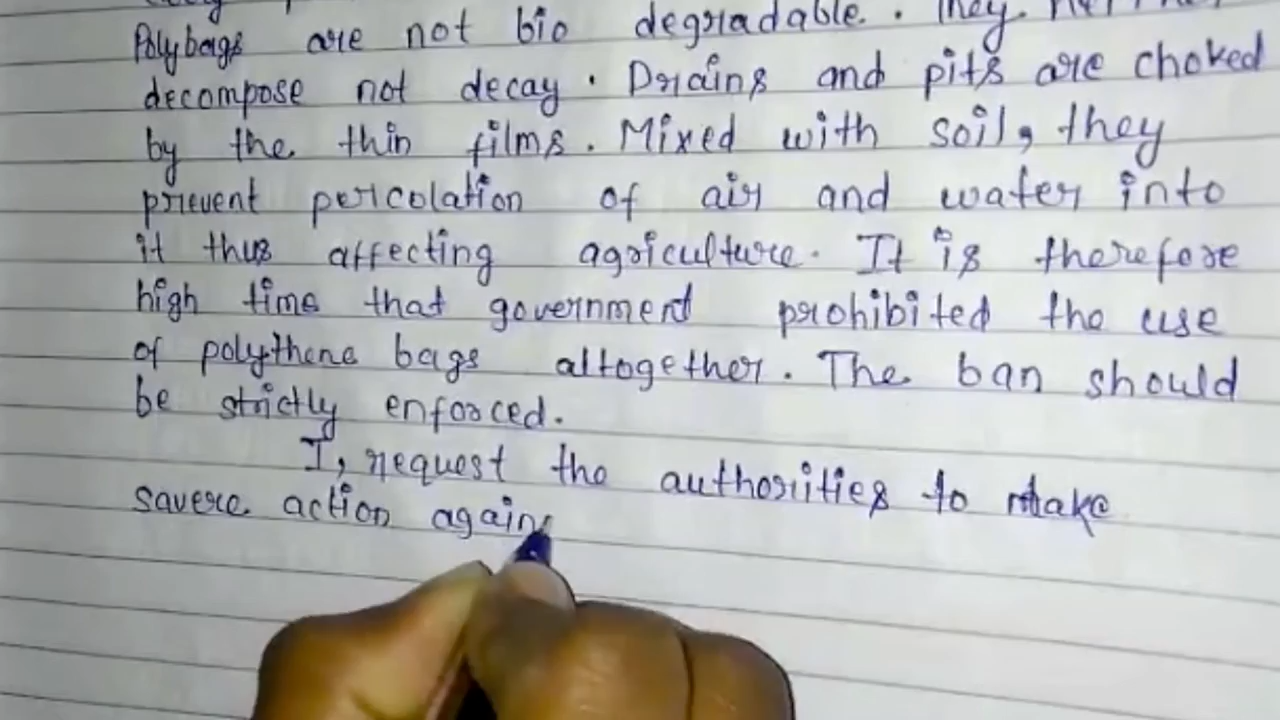 Polybags are not bio degradable. They
decompose not decay. Drains and pits are choked
by the thin films. Mixed with soil, they
prievent percolation of air and water into
it thus affecting agriculture. It is therefore
high time that government prohibited the use
of polythene bags altogether. The ban should
be strictly enforced.
I, request the authorities to make
savere action again